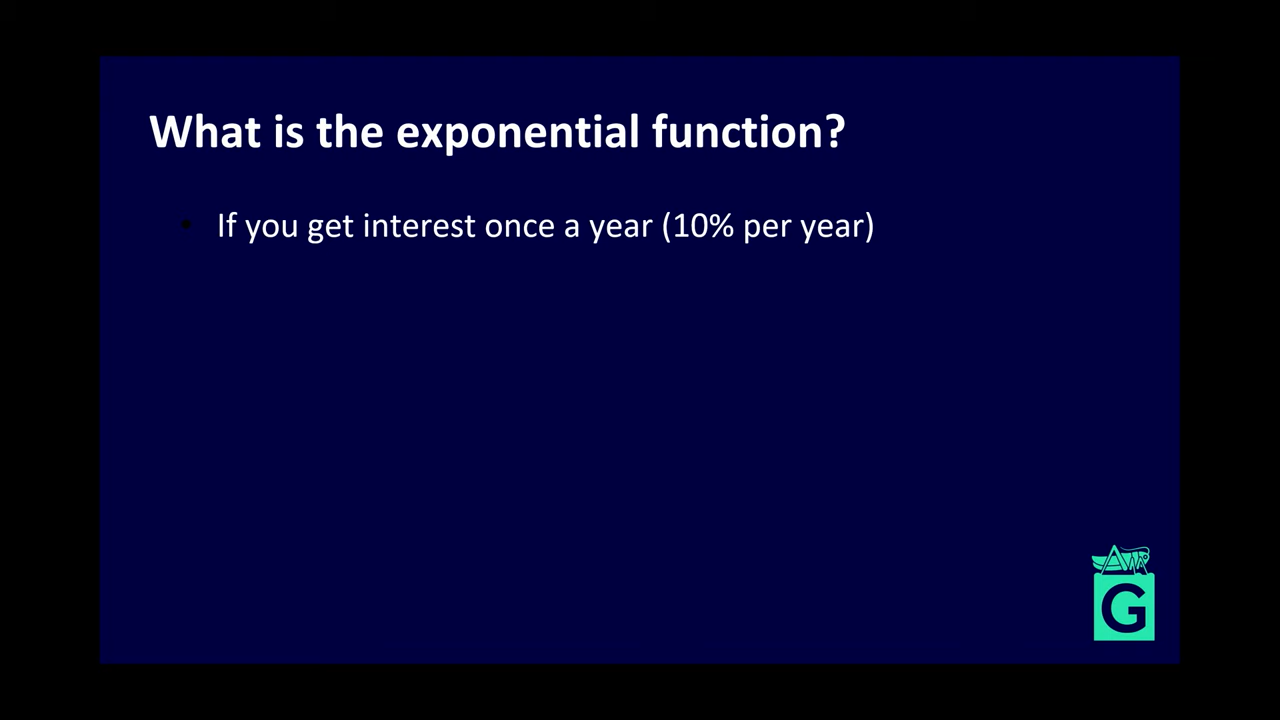 What is the exponential function?
• If you get interest once a year (10% per year)
G